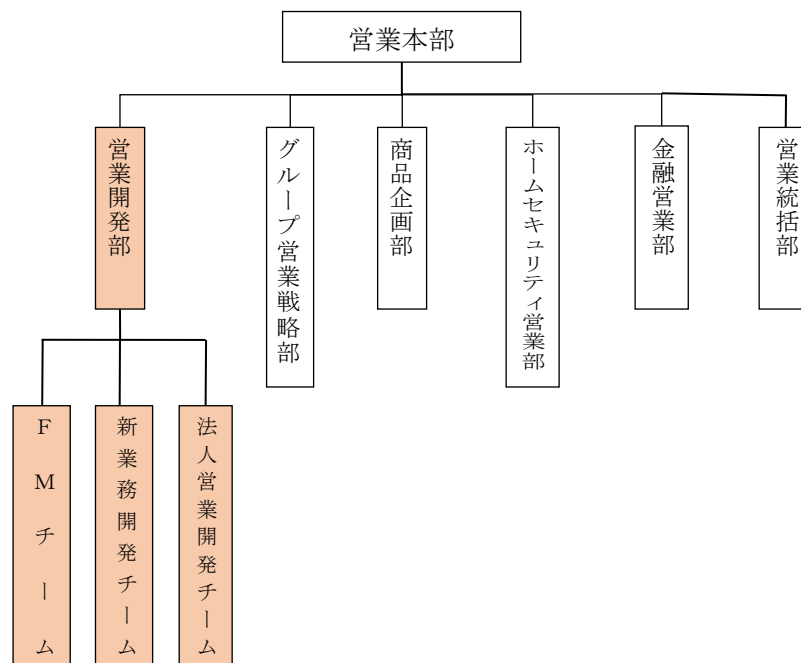 営業本部
営業開発部
グループ営業戦略部
商品企画部
ホームセキュリティ営業部
金融営業部
営業統括部
FMチーム
新業務開発チーム
法人営業開発チーム